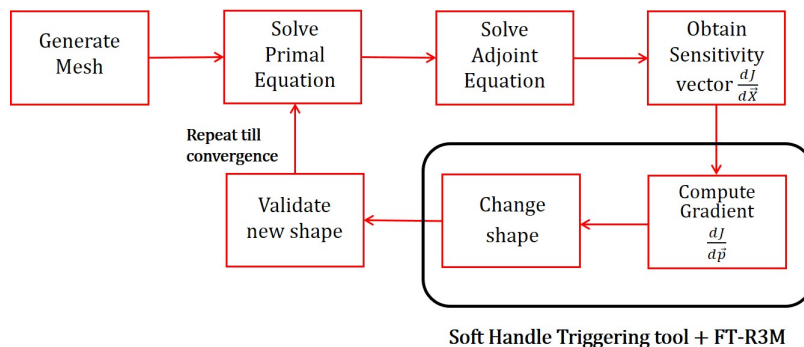 Generate
Mesh
Solve
Primal
Equation
Solve
Adjoint
Equation
Obtain
Sensitivity
vector dJ/dX⃗
Repeat till
convergence
Validate
new shape
Change
shape
Compute
Gradient
dJ/dp⃗
Soft Handle Triggering tool + FT-R3M